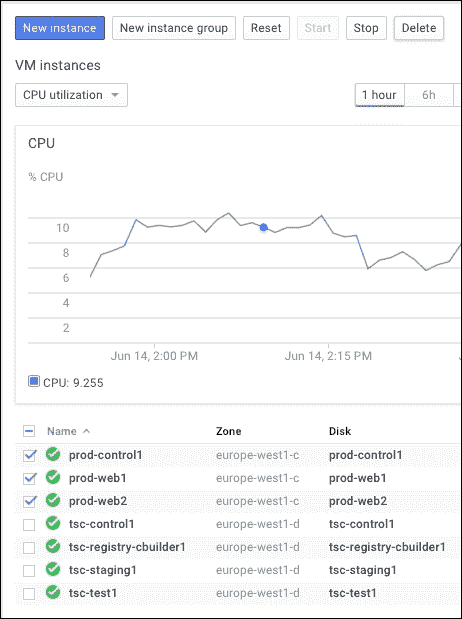 New instance New instance group Reset Start Stop Delete
VM instances
CPU utilization 1 hour 6h
CPU
% CPU
10
8
6
4
2
Jun 14, 2:00 PM Jun 14, 2:15 PM
CPU: 9.255
Name Zone Disk
prod-control1 europe-west1-c prod-control1
prod-web1 europe-west1-c prod-web1
prod-web2 europe-west1-c prod-web2
tsc-control1 europe-west1-d tsc-control1
tsc-registry-cbuilder1 europe-west1-d tsc-registry-cbuilder1
tsc-staging1 europe-west1-d tsc-staging1
tsc-test1 europe-west1-d tsc-test1